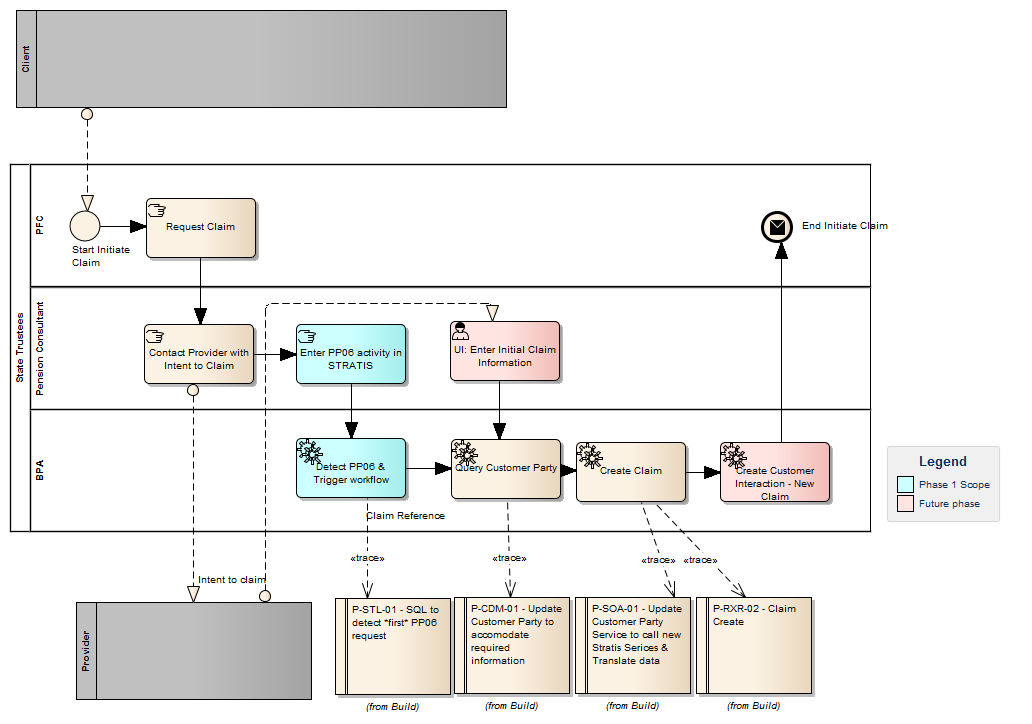 Client
State Trustees
PFC
Start Initiate
Claim
Request Claim
End Initiate Claim
Pension Consultant
Contact Provider with
Intent to Claim
Enter PP06 activity in
STRATIS
UI: Enter Initial Claim
Information
BPA
Detect PP06 &
Trigger workflow
Query Customer Party
Create Claim
Create Customer
Interaction - New
Claim
Legend
Phase 1 Scope
Future phase
Claim Reference
«trace»
«trace»
«trace»
«trace»
Intent to claim
Provider
P-STL-01 - SQL to
detect *first* PP06
request
(from Build)
P-CDM-01 - Update
Customer Party to
accomodate
required
information
(from Build)
P-SOA-01 - Update
Customer Party
Service to call new
Stratis Serices &
Translate data
(from Build)
P-RXR-02 - Claim
Create
(from Build)